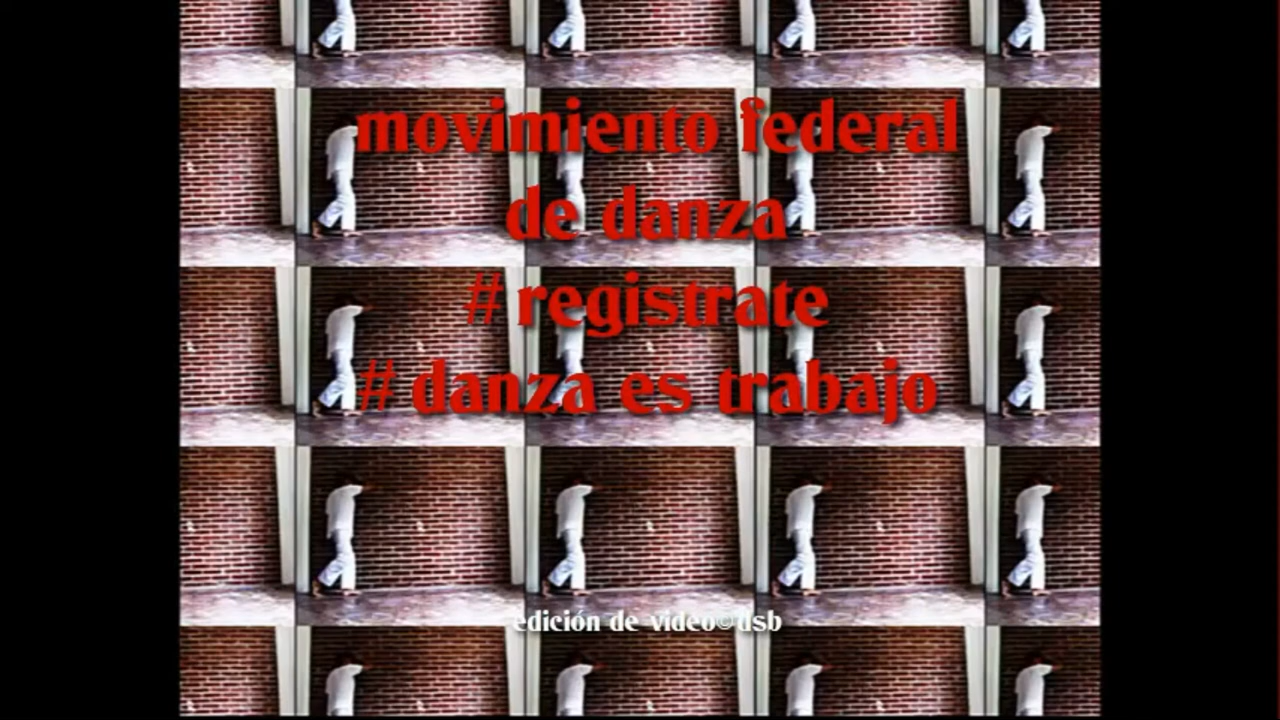 movimiento federal
de danza
# registrate
# danza es trabajo
edición de video©dsb